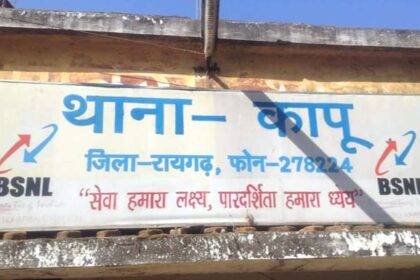 थाना- कापू
जिला-रायगढ़, फोन-278224
BSNL
BSNL
"सेवा हमारा लक्ष्य, पारदर्शिता हमारा ध्येय"